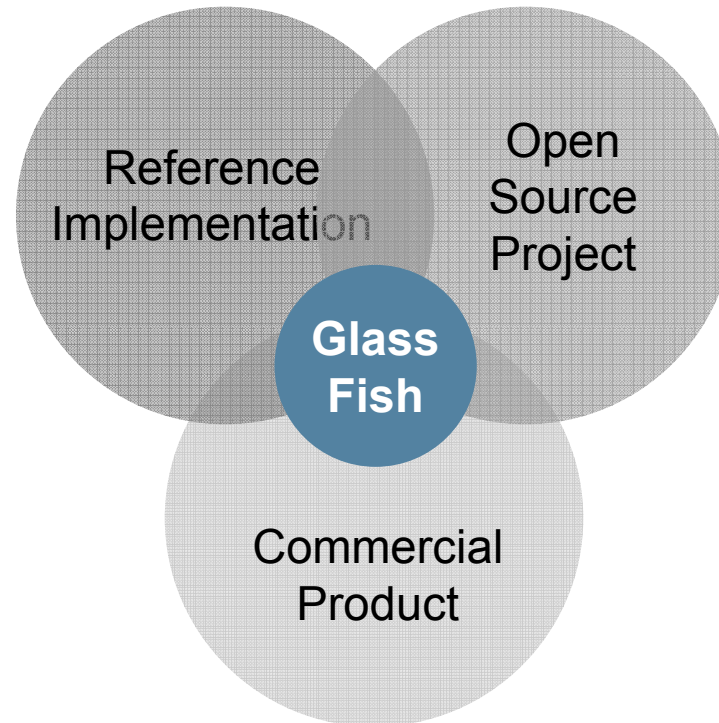 Reference
Implementation
Open
Source
Project
Glass
Fish
Commercial
Product